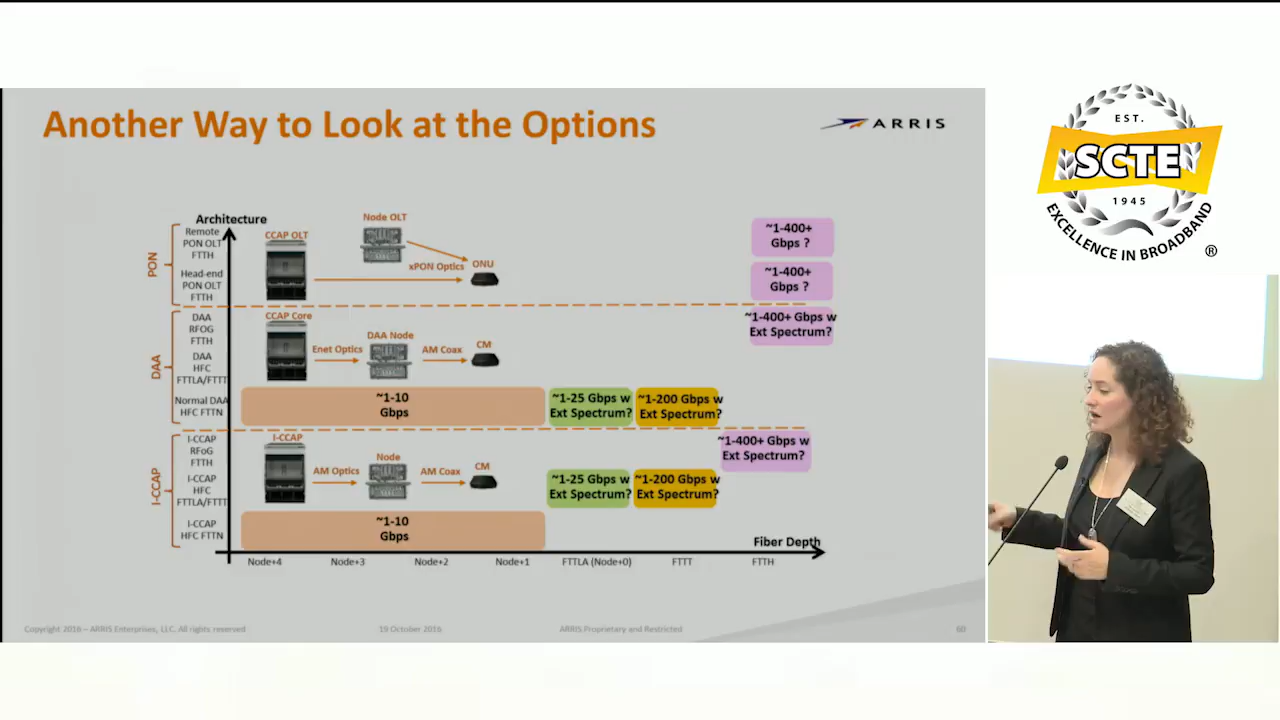 Another Way to Look at the Options
ARRIS
EST.
SCTE
1945
EXCELLENCE IN BROADBAND
®
Architecture
PON
Remote
PON OLT
FTTH
Head-end
PON OLT
FTTH
CCAP OLT
Node OLT
xPON Optics
ONU
~1-400+
Gbps ?
~1-400+
Gbps ?
DAA
DAA
RFOG
FTTH
DAA
HFC
FTTLA/FTTT
Normal DAA
HFC FTTN
CCAP Core
Enet Optics
DAA Node
AM Coax
CM
~1-400+ Gbps w
Ext Spectrum?
~1-10
Gbps
~1-25 Gbps w
Ext Spectrum?
~1-200 Gbps w
Ext Spectrum?
I-CCAP
I-CCAP
RFoG
FTTH
I-CCAP
HFC
FTTLA/FTTT
I-CCAP
HFC FTTN
I-CCAP
AM Optics
Node
AM Coax
CM
~1-400+ Gbps w
Ext Spectrum?
~1-25 Gbps w
Ext Spectrum?
~1-200 Gbps w
Ext Spectrum?
~1-10
Gbps
Fiber Depth
Node+4
Node+3
Node+2
Node+1
FTTLA (Node+0)
FTTT
FTTH
Copyright 2016 – ARRIS Enterprises, LLC. All rights reserved
19 October 2016
ARRIS Proprietary and Restricted
60